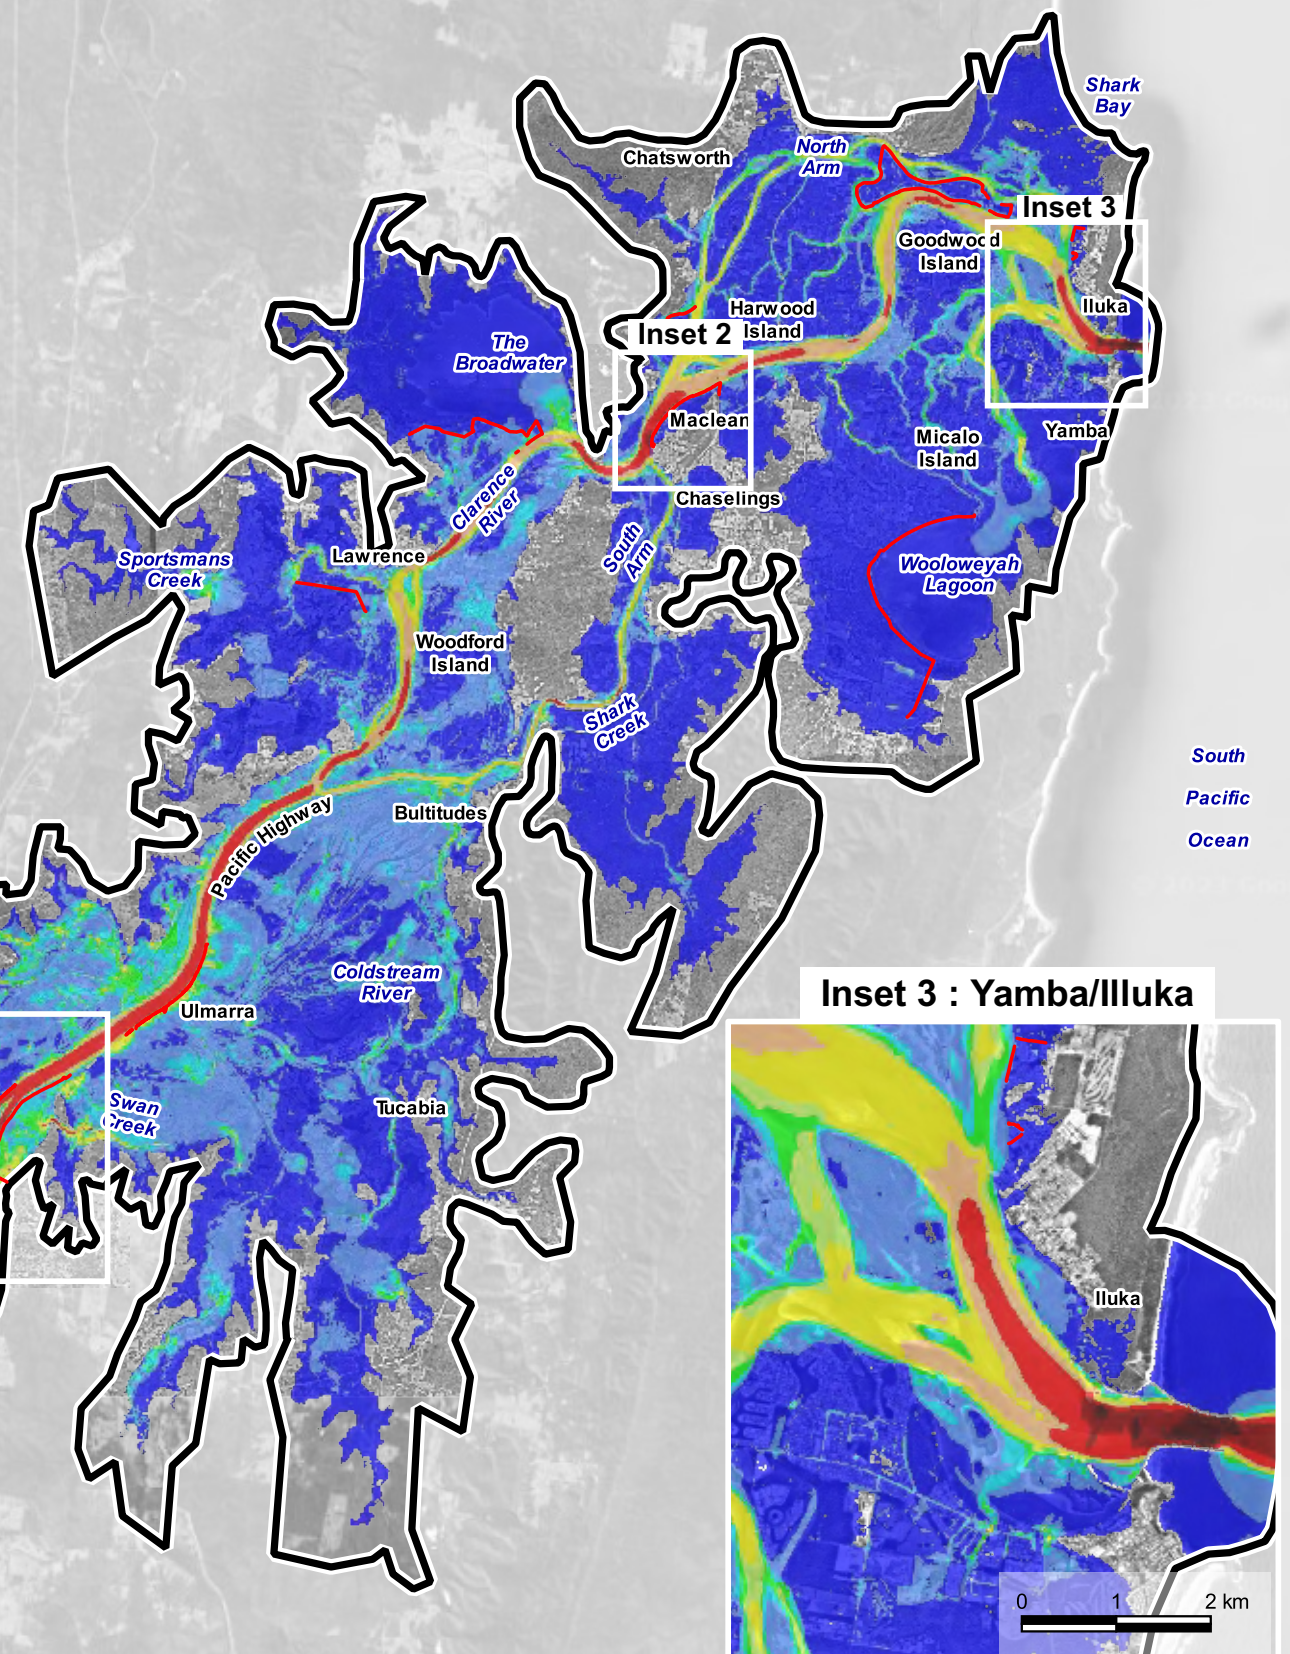 Shark
Bay
Chatsworth
North
Arm
Inset 3
Goodwood
Island
Iluka
Harwood
Island
Inset 2
The
Broadwater
Maclean
Yamba
Micalo
Island
Chaselings
Clarence
River
South
Arm
Lawrence
Sportsmans
Creek
Wooloweyah
Lagoon
Woodford
Island
Shark
Creek
South
Pacific
Ocean
Pacific Highway
Bultitudes
Coldstream
River
Ulmarra
Swan
Creek
Tucabia
Inset 3 : Yamba/Illuka
Iluka
0 1 2 km